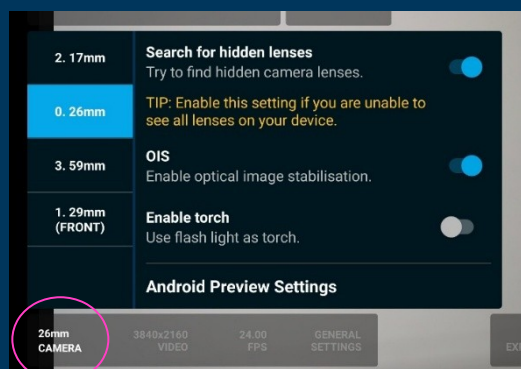 2. 17mm
Search for hidden lenses
Try to find hidden camera lenses.
0. 26mm
TIP: Enable this setting if you are unable to
see all lenses on your device.
3. 59mm
OIS
Enable optical image stabilisation.
1. 29mm
(FRONT)
Enable torch
Use flash light as torch.
Android Preview Settings
26mm
CAMERA
3840x2160
VIDEO
24.00
FPS
GENERAL
SETTINGS